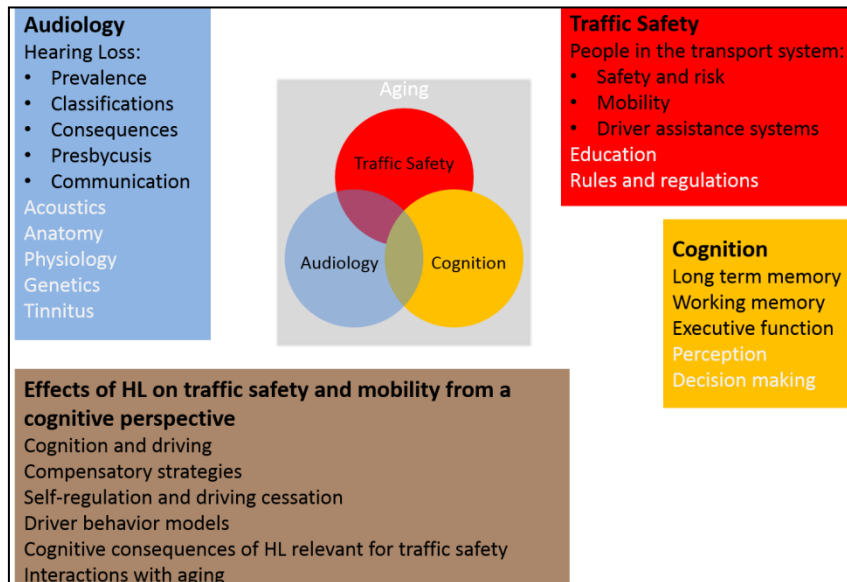 Audiology
Hearing Loss:
• Prevalence
• Classifications
• Consequences
• Presbycusis
• Communication
Acoustics
Anatomy
Physiology
Genetics
Tinnitus
Aging
Traffic Safety
Audiology
Cognition
Traffic Safety
People in the transport system:
• Safety and risk
• Mobility
• Driver assistance systems
Education
Rules and regulations
Cognition
Long term memory
Working memory
Executive function
Perception
Decision making
Effects of HL on traffic safety and mobility from a
cognitive perspective
Cognition and driving
Compensatory strategies
Self-regulation and driving cessation
Driver behavior models
Cognitive consequences of HL relevant for traffic safety
Interactions with aging